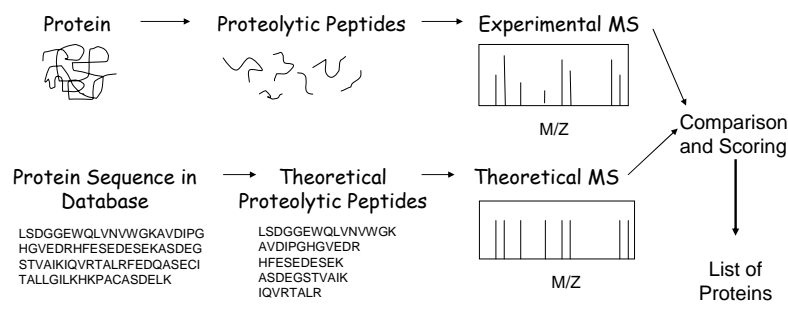 Protein
Proteolytic Peptides
Experimental MS
M/Z
Comparison
and Scoring
Protein Sequence in
Database
Theoretical
Proteolytic Peptides
Theoretical MS
LSDGGEWQLVNVWGKAVDIPG
HGVEDRHFESEDESEKASDEG
STVAIKIQVRTALRFEDQASECI
TALLGILKHKPACASDELK
LSDGGEWQLVNVWGK
AVDIPGHGVEDR
HFESEDESEK
ASDEGSTVAIK
IQVRTALR
M/Z
List of
Proteins